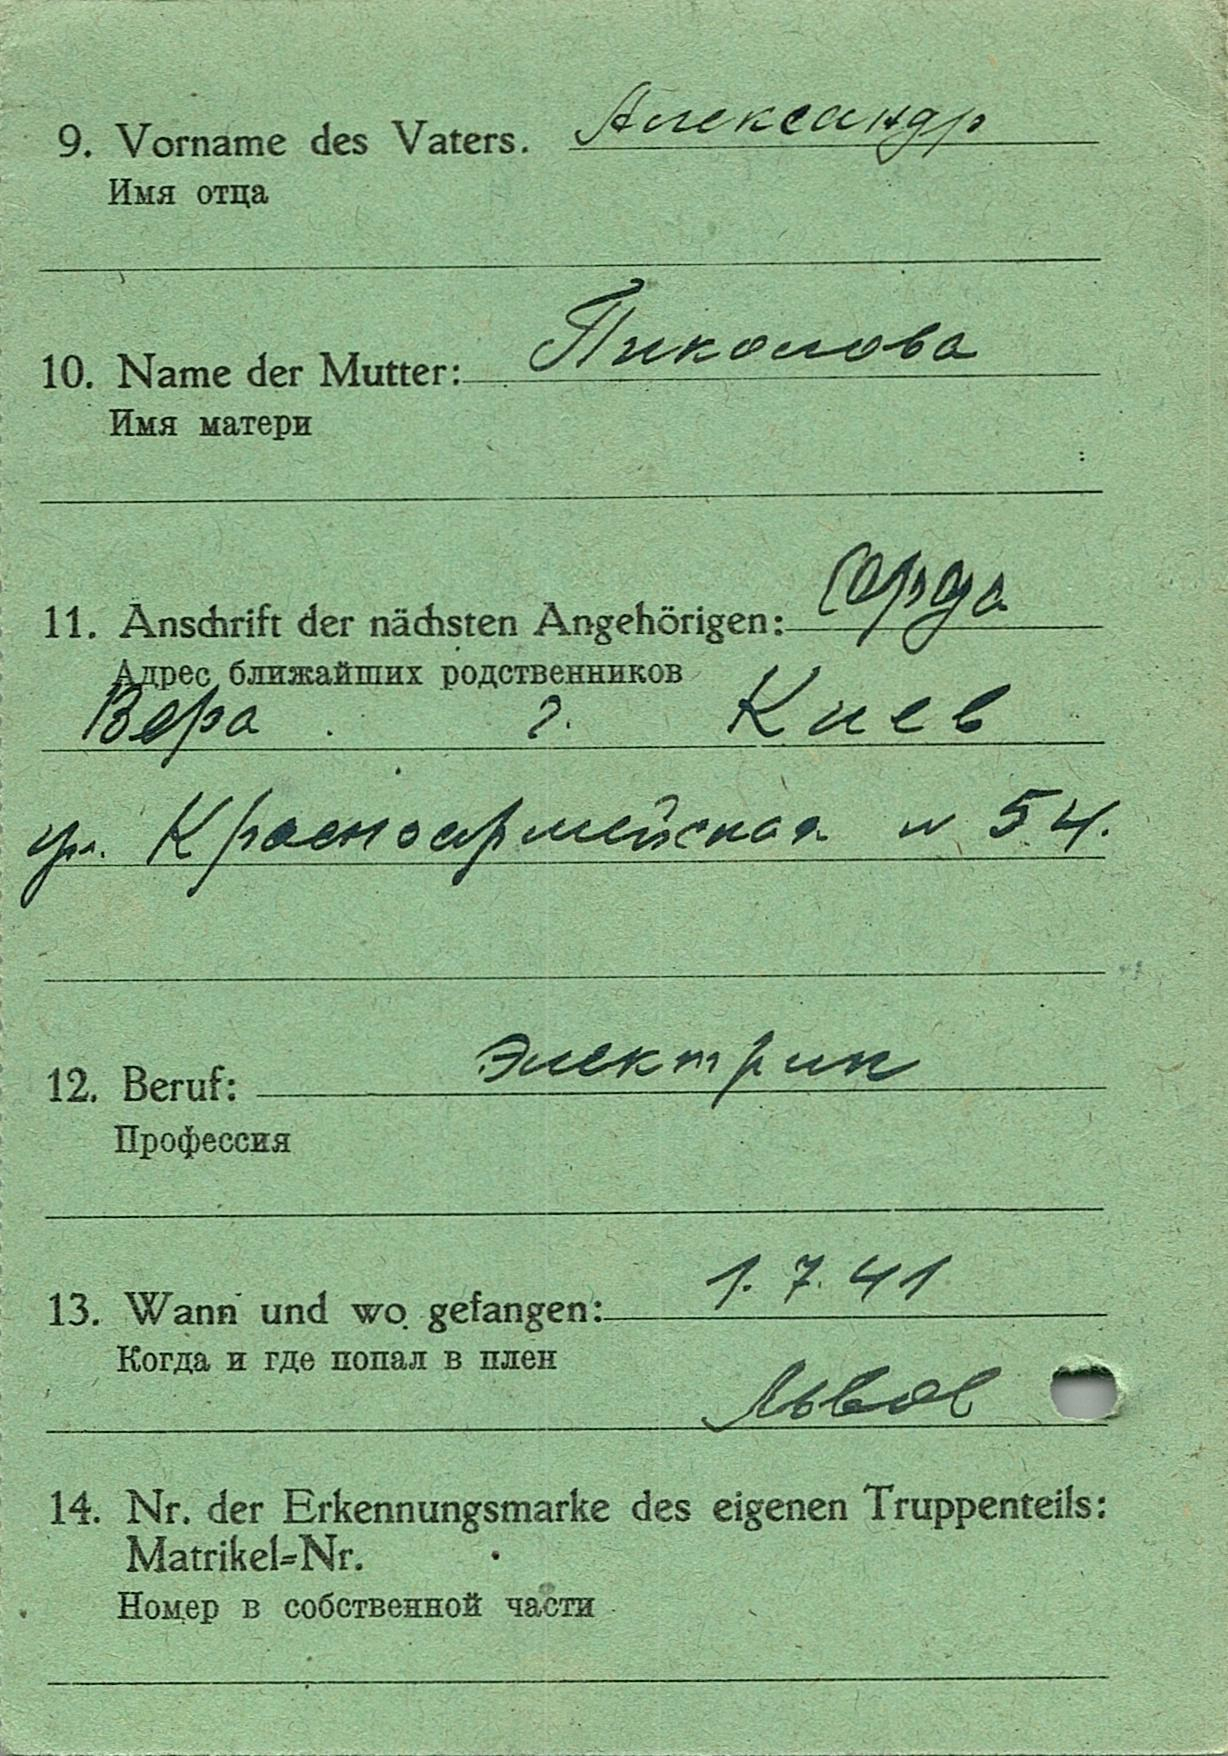 9. Vorname des Vaters. Александр
Имя отца
10. Name der Mutter: Пиколова
Имя матери
11. Anschrift der nächsten Angehörigen:
Адрес ближайших родственников
Вера г. Киев
ул. Красноармейская N 54.
12. Beruf: Электрик
Профессия
13. Wann und wo gefangen: 1. 7. 41
Когда и где попал в плен
Львов
14. Nr. der Erkennungsmarke des eigenen Truppenteils:
Matrikel=Nr.
Номер в собственной части